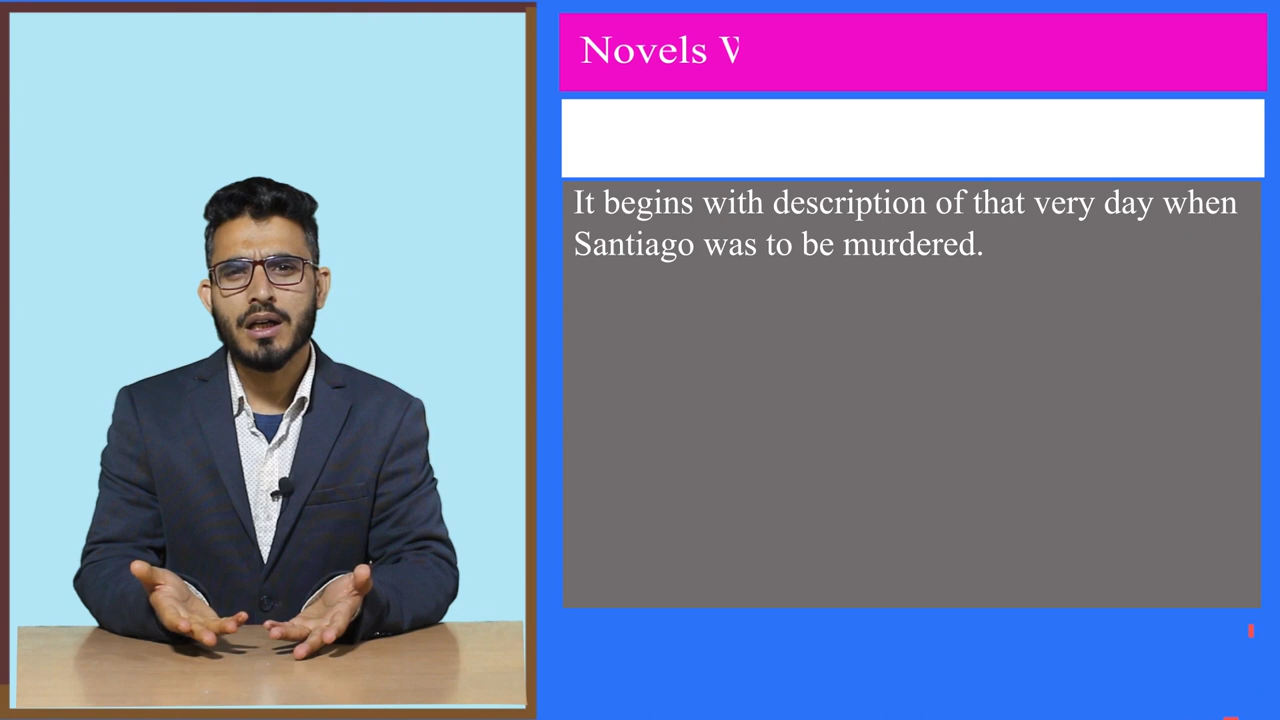 Novels
It begins with description of that very day when
Santiago was to be murdered.